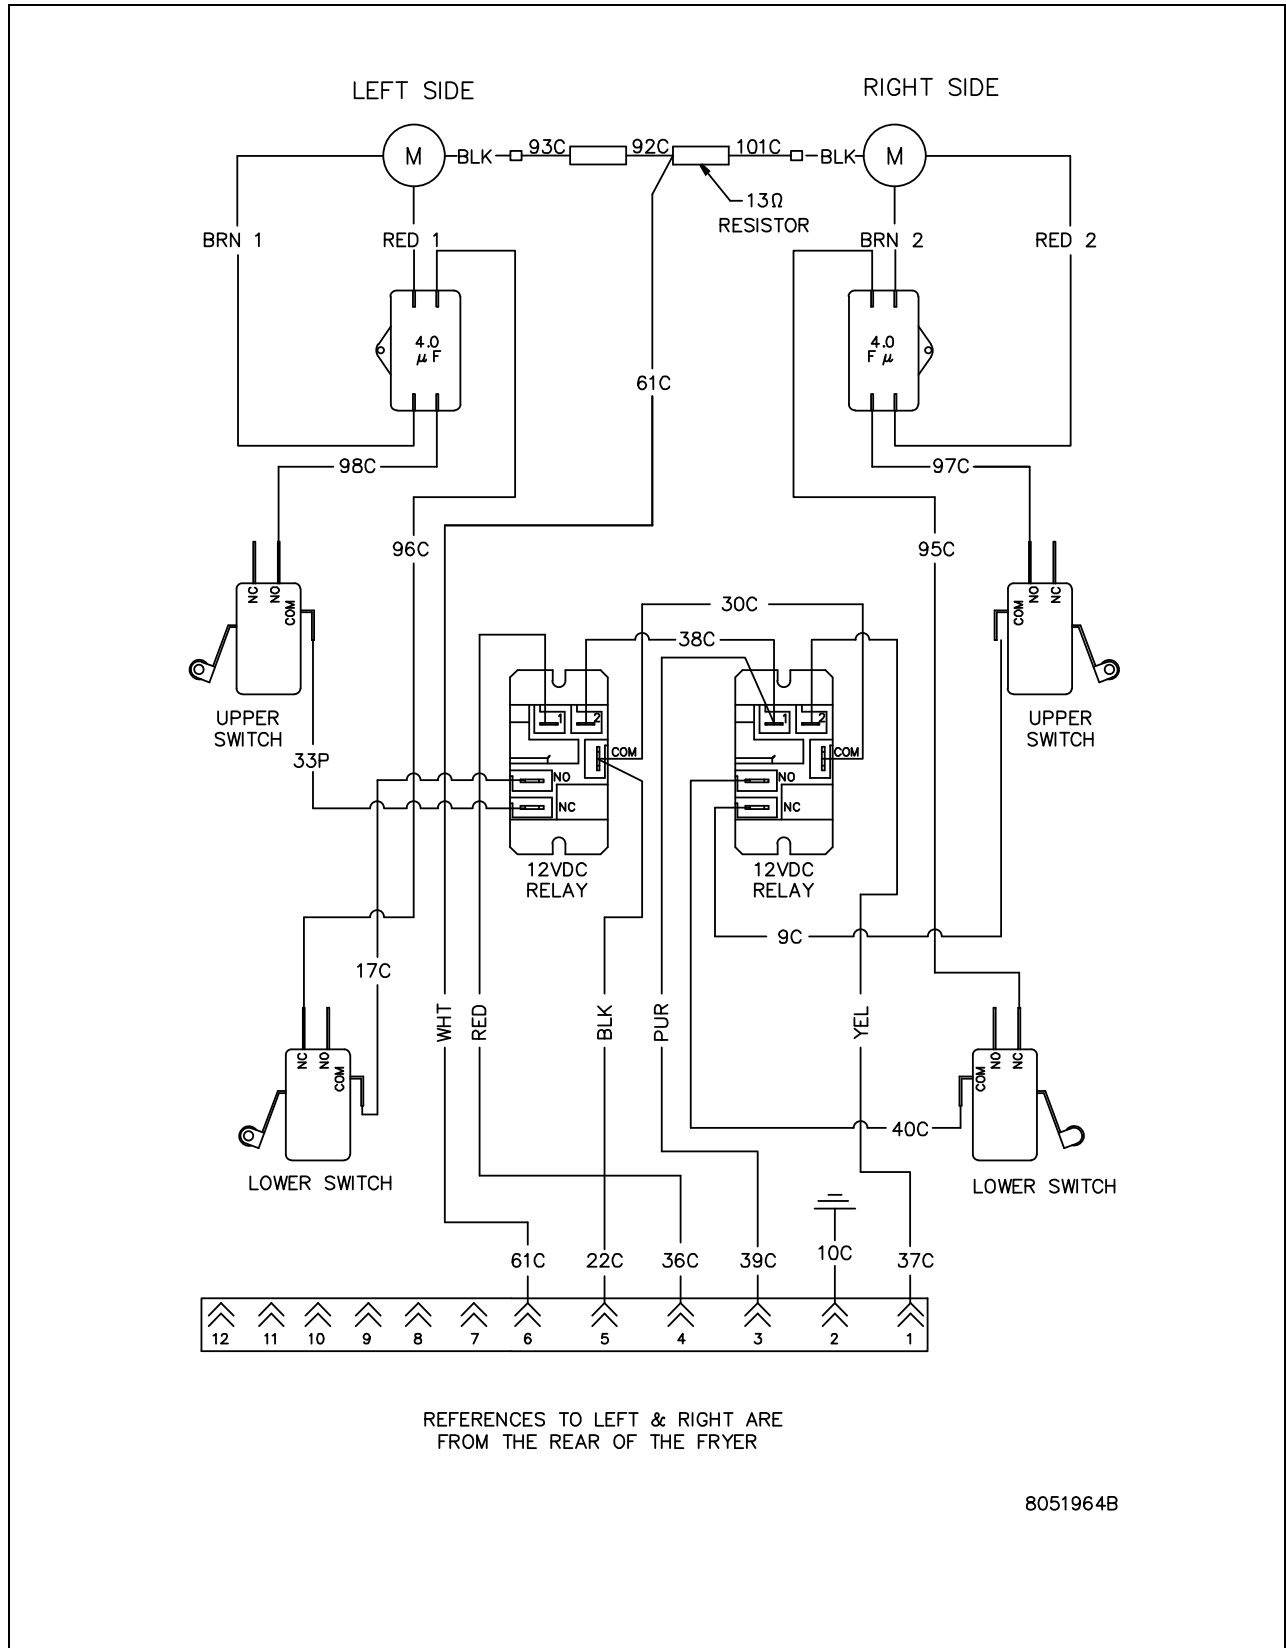 LEFT SIDE
RIGHT SIDE
M
BLK
93C
92C
101C
BLK
M
13Ω
RESISTOR
BRN 1
RED 1
BRN 2
RED 2
4.0
μ F
4.0
F μ
61C
98C
97C
96C
95C
NC
NO
COM
UPPER
SWITCH
33P
30C
38C
1
2
COM
NO
NC
12VDC
RELAY
1
2
COM
NO
NC
12VDC
RELAY
COM
NO
NC
UPPER
SWITCH
9C
17C
WHT
RED
BLK
PUR
YEL
NC
NO
COM
LOWER SWITCH
40C
COM
NO
NC
LOWER SWITCH
61C
22C
36C
39C
10C
37C
12
11
10
9
8
7
6
5
4
3
2
1
REFERENCES TO LEFT & RIGHT ARE
FROM THE REAR OF THE FRYER
8051964B